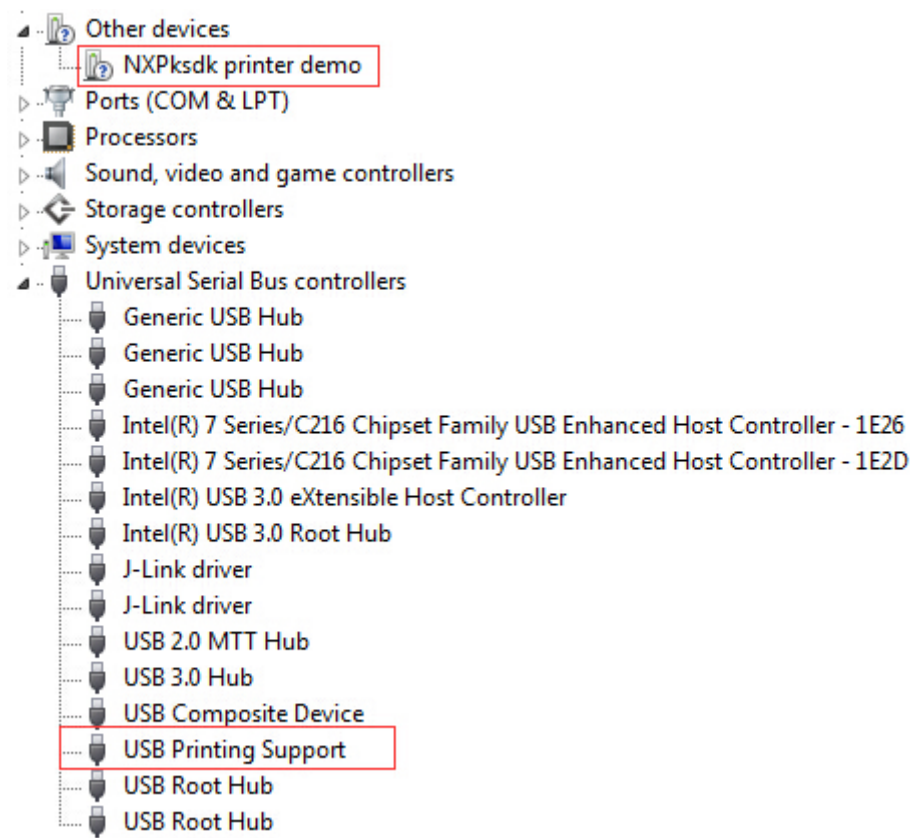 Other devices
NXPksdk printer demo
Ports (COM & LPT)
Processors
Sound, video and game controllers
Storage controllers
System devices
Universal Serial Bus controllers
Generic USB Hub
Generic USB Hub
Generic USB Hub
Intel(R) 7 Series/C216 Chipset Family USB Enhanced Host Controller - 1E26
Intel(R) 7 Series/C216 Chipset Family USB Enhanced Host Controller - 1E2D
Intel(R) USB 3.0 eXtensible Host Controller
Intel(R) USB 3.0 Root Hub
J-Link driver
J-Link driver
USB 2.0 MTT Hub
USB 3.0 Hub
USB Composite Device
USB Printing Support
USB Root Hub
USB Root Hub